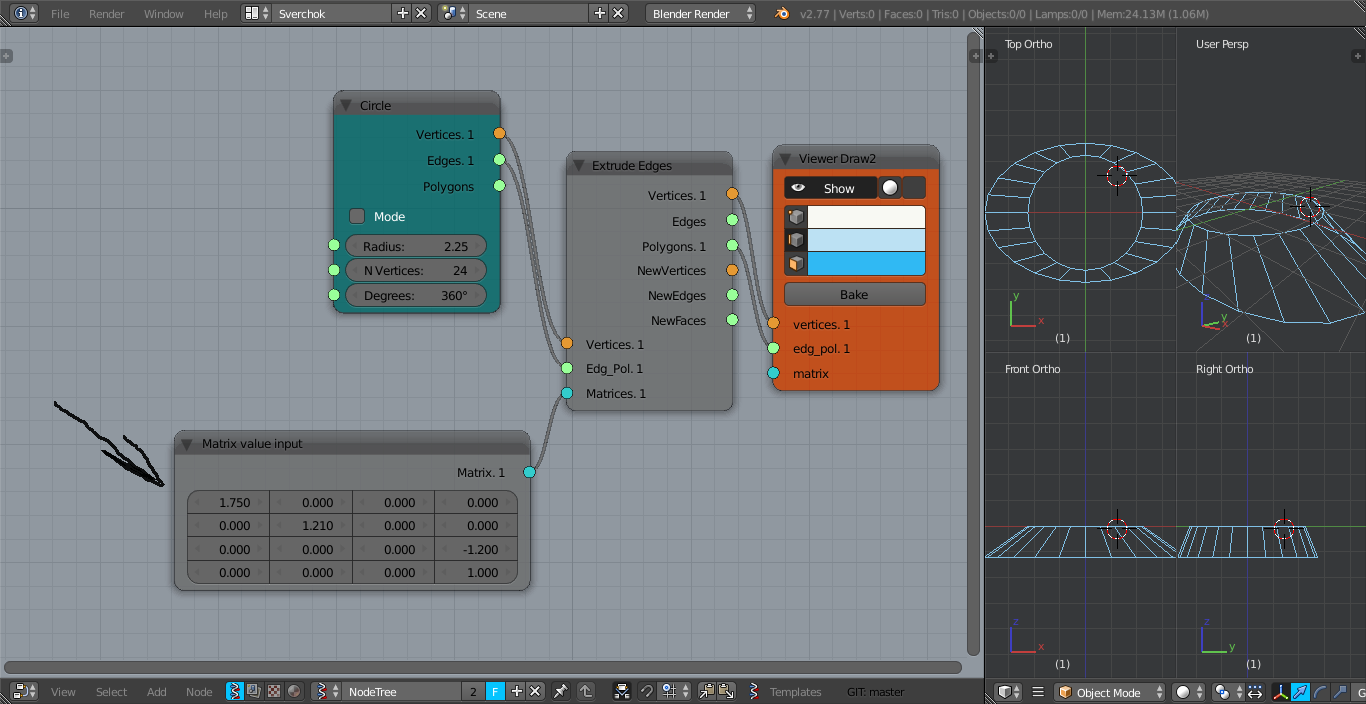 File Render Window Help Sverchok Scene Blender Render v2.77 | Verts:0 | Faces:0 | Tris:0 | Objects:0/0 | Lamps:0/0 | Mem:24.13M (1.06M)
Circle
Vertices. 1
Edges. 1
Polygons
Mode
Radius: 2.25
N Vertices: 24
Degrees: 360°
Extrude Edges
Vertices. 1
Edges
Polygons. 1
NewVertices
NewEdges
NewFaces
Vertices. 1
Edg_Pol. 1
Matrices. 1
Viewer Draw2
Show
Bake
vertices. 1
edg_pol. 1
matrix
Matrix value input
Matrix. 1
1.750 0.000 0.000 0.000
0.000 1.210 0.000 0.000
0.000 0.000 0.000 -1.200
0.000 0.000 0.000 1.000
Top Ortho
y
x
(1)
User Persp
z
y
x
(1)
Front Ortho
z
x
(1)
Right Ortho
z
y
(1)
View Select Add Node NodeTree 2 F Templates GIT: master
Object Mode G